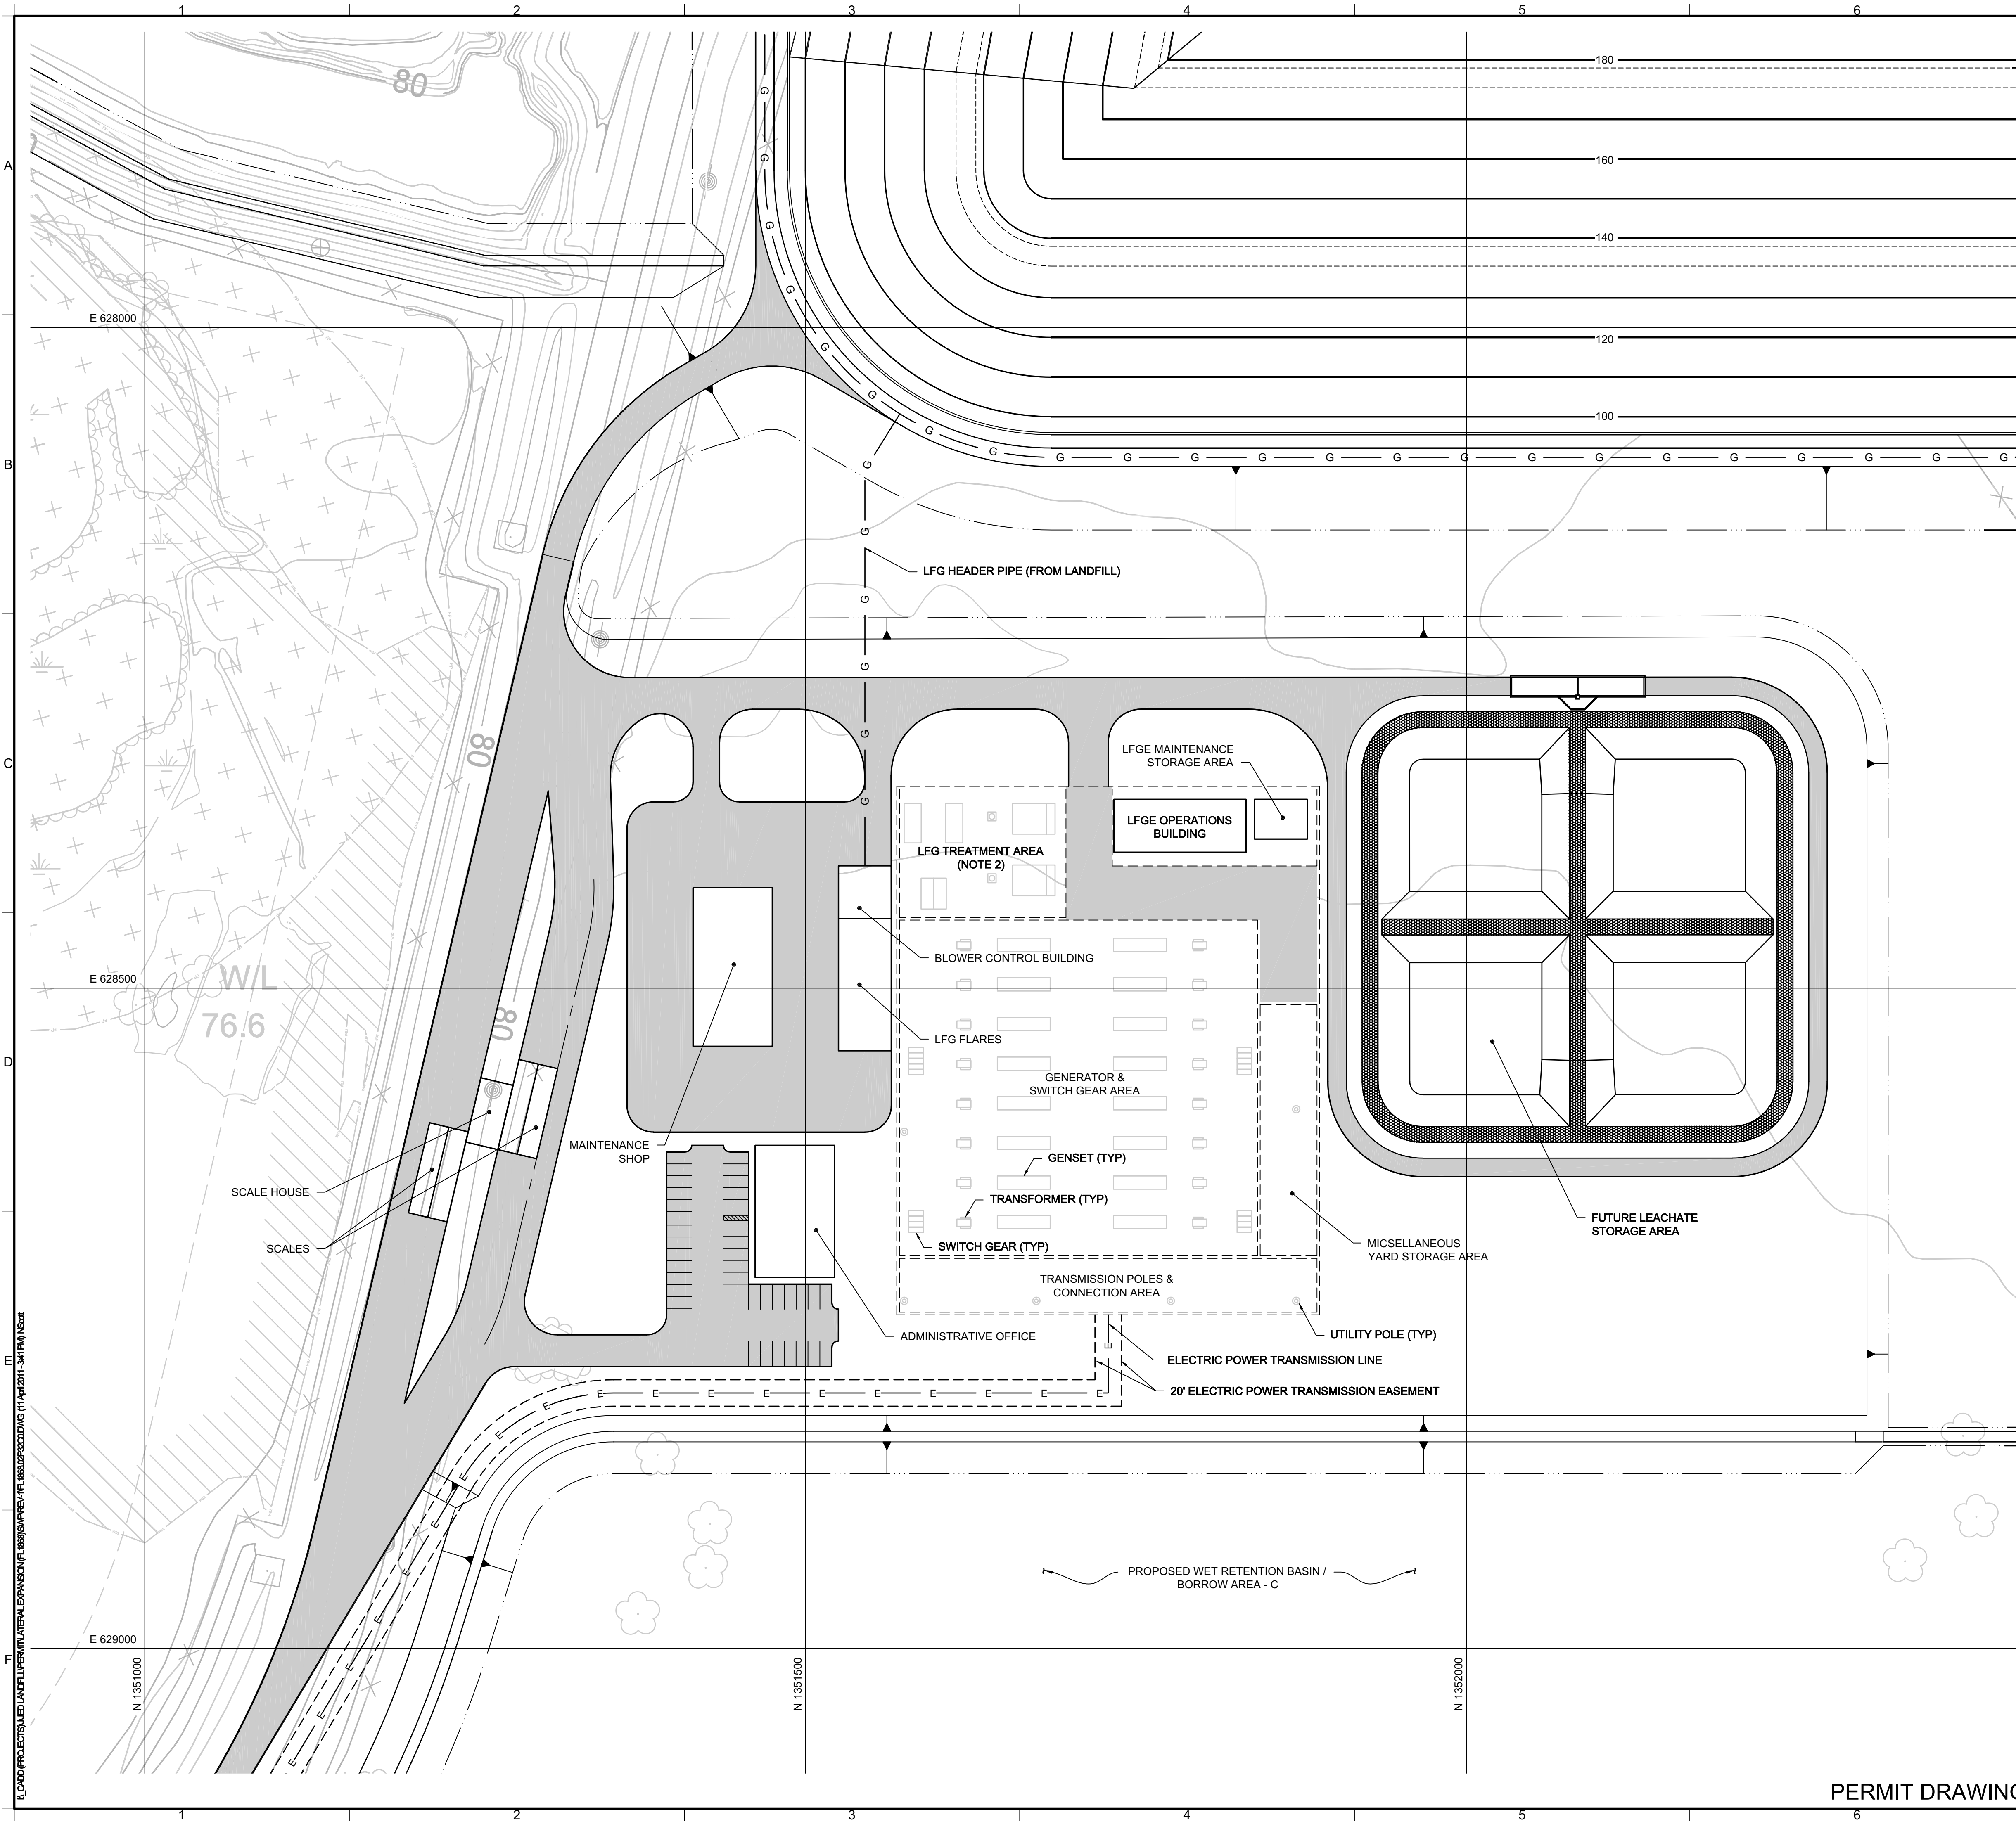 1 2 3 4 5 6
A
B
C
D
E
F
80
180
160
140
120
100
E 628000
G G G G G G G G G G G G G G G G G G G G G G G G
LFG HEADER PIPE (FROM LANDFILL)
80
LFGE MAINTENANCE
STORAGE AREA
LFGE OPERATIONS
BUILDING
LFG TREATMENT AREA
(NOTE 2)
BLOWER CONTROL BUILDING
E 628500
W/L
76.6
80
LFG FLARES
GENERATOR &
SWITCH GEAR AREA
MAINTENANCE
SHOP
GENSET (TYP)
SCALE HOUSE
TRANSFORMER (TYP)
FUTURE LEACHATE
STORAGE AREA
SCALES
SWITCH GEAR (TYP)
MICSELLANEOUS
YARD STORAGE AREA
TRANSMISSION POLES &
CONNECTION AREA
ADMINISTRATIVE OFFICE
UTILITY POLE (TYP)
ELECTRIC POWER TRANSMISSION LINE
20' ELECTRIC POWER TRANSMISSION EASEMENT
E E E E E E E E E E E E E E E E E E
PROPOSED WET RETENTION BASIN /
BORROW AREA - C
E 629000
N 1351000
N 1351500
N 1352000
PERMIT DRAWING
1 2 3 4 5 6